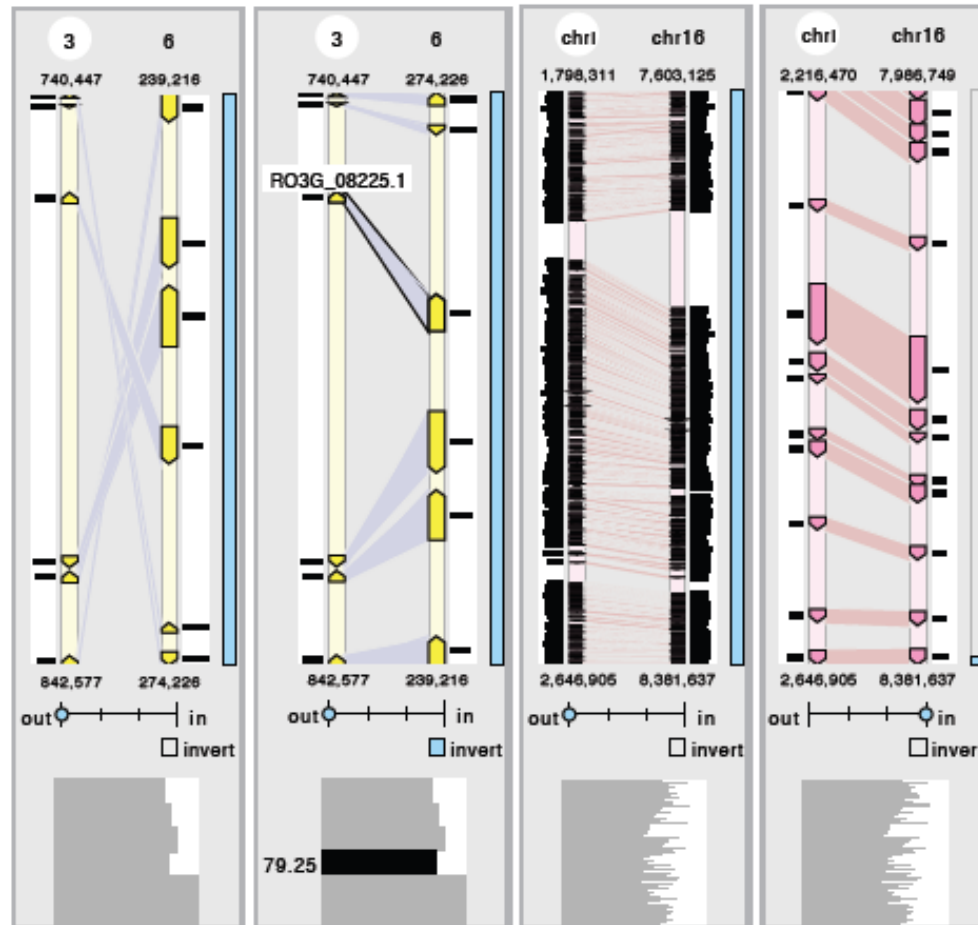 3 6
740,447 239,216
842,577 274,226
out in
invert
3 6
740,447 274,226
RO3G_08225.1
842,577 239,216
out in
invert
79.25
chrI chr16
1,798,311 7,603,125
2,646,905 8,381,637
out in
invert
chrI chr16
2,216,470 7,986,749
2,646,905 8,381,637
out in
invert